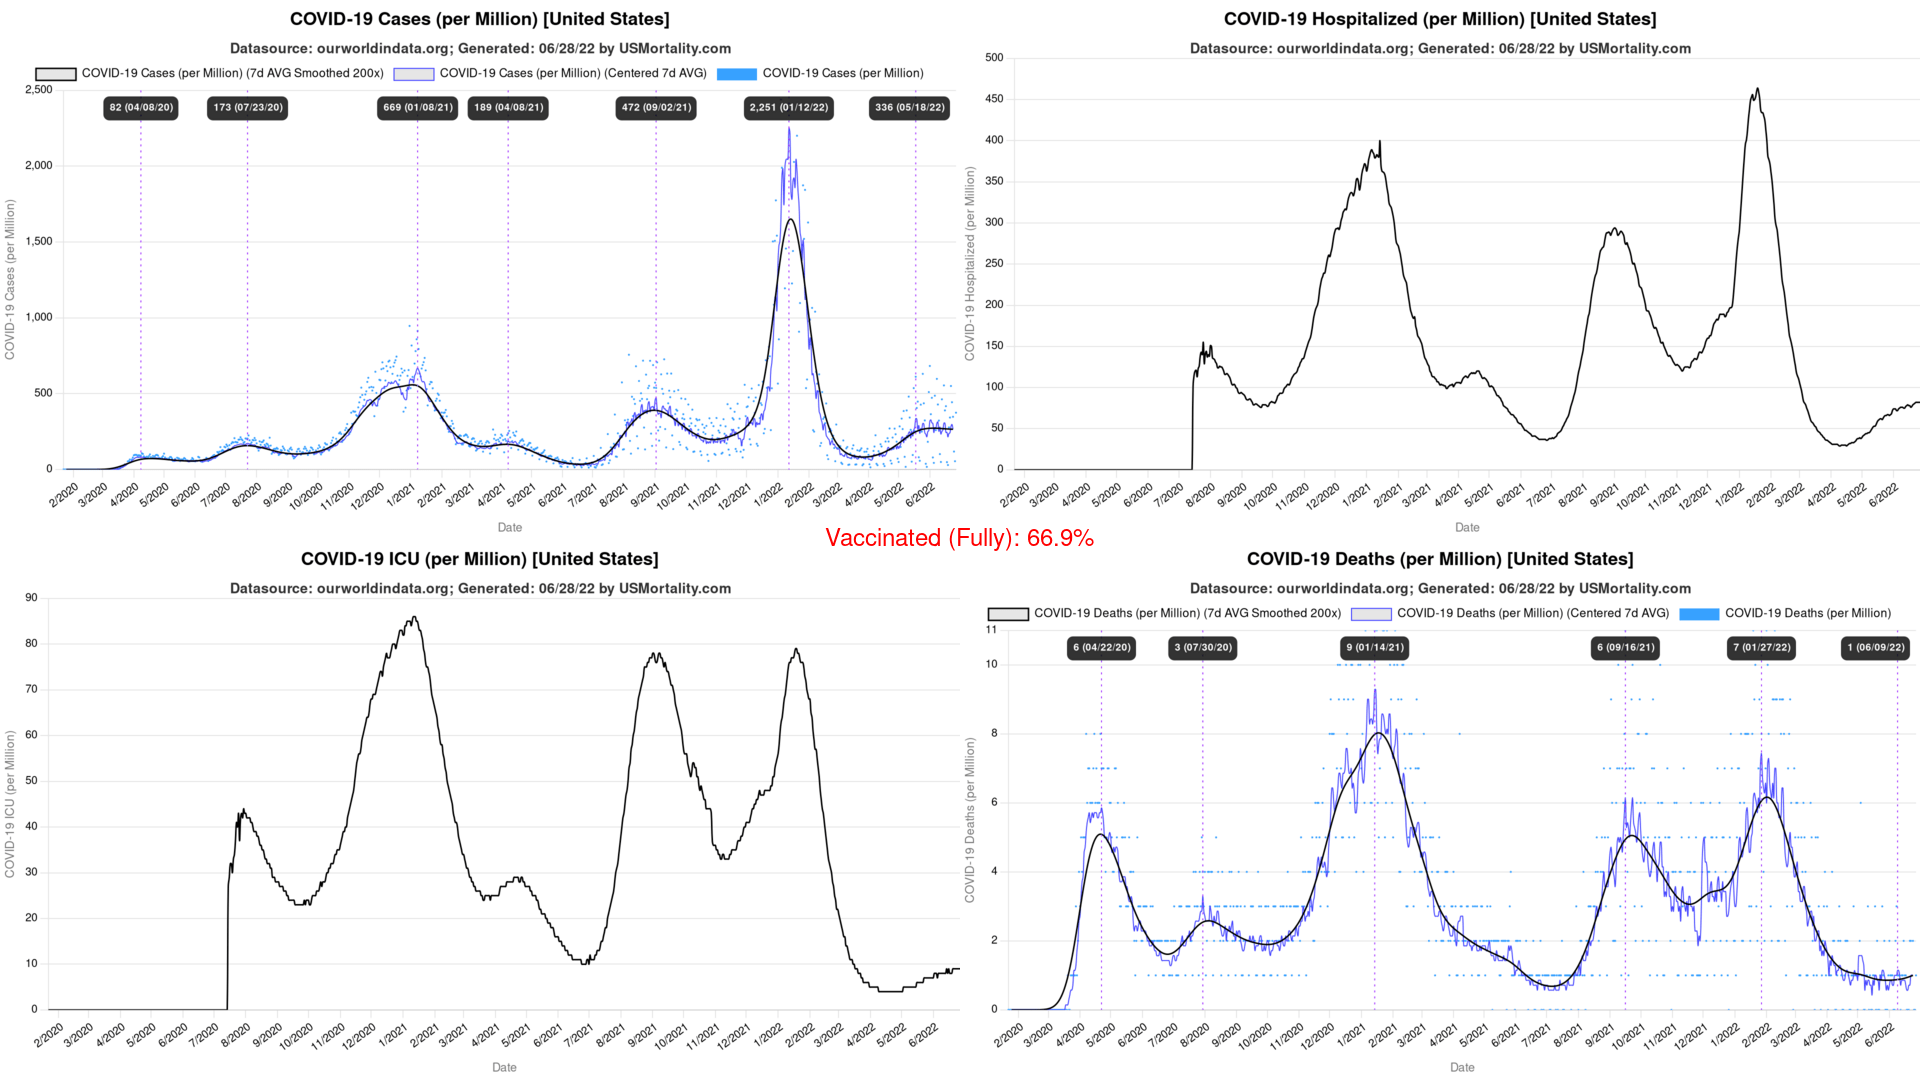 COVID-19 Cases (per Million) [United States]
Datasource: ourworldindata.org; Generated: 06/28/22 by USMortality.com
COVID-19 Cases (per Million) (7d AVG Smoothed 200x) COVID-19 Cases (per Million) (Centered 7d AVG) COVID-19 Cases (per Million)
82 (04/08/20) 173 (07/23/20) 669 (01/08/21) 189 (04/08/21) 472 (09/02/21) 2,251 (01/12/22) 336 (05/18/22)
COVID-19 Cases (per Million)
2,500
2,000
1,500
1,000
500
0
2/2020 3/2020 4/2020 5/2020 6/2020 7/2020 8/2020 9/2020 10/2020 11/2020 12/2020 1/2021 2/2021 3/2021 4/2021 5/2021 6/2021 7/2021 8/2021 9/2021 10/2021 11/2021 12/2021 1/2022 2/2022 3/2022 4/2022 5/2022 6/2022
Date
COVID-19 Hospitalized (per Million) [United States]
Datasource: ourworldindata.org; Generated: 06/28/22 by USMortality.com
COVID-19 Hospitalized (per Million)
500
450
400
350
300
250
200
150
100
50
0
2/2020 3/2020 4/2020 5/2020 6/2020 7/2020 8/2020 9/2020 10/2020 11/2020 12/2020 1/2021 2/2021 3/2021 4/2021 5/2021 6/2021 7/2021 8/2021 9/2021 10/2021 11/2021 12/2021 1/2022 2/2022 3/2022 4/2022 5/2022 6/2022
Date
Vaccinated (Fully): 66.9%
COVID-19 ICU (per Million) [United States]
Datasource: ourworldindata.org; Generated: 06/28/22 by USMortality.com
COVID-19 ICU (per Million)
90
80
70
60
50
40
30
20
10
0
2/2020 3/2020 4/2020 5/2020 6/2020 7/2020 8/2020 9/2020 10/2020 11/2020 12/2020 1/2021 2/2021 3/2021 4/2021 5/2021 6/2021 7/2021 8/2021 9/2021 10/2021 11/2021 12/2021 1/2022 2/2022 3/2022 4/2022 5/2022 6/2022
Date
COVID-19 Deaths (per Million) [United States]
Datasource: ourworldindata.org; Generated: 06/28/22 by USMortality.com
COVID-19 Deaths (per Million) (7d AVG Smoothed 200x) COVID-19 Deaths (per Million) (Centered 7d AVG) COVID-19 Deaths (per Million)
6 (04/22/20) 3 (07/30/20) 9 (01/14/21) 6 (09/16/21) 7 (01/27/22) 1 (06/09/22)
COVID-19 Deaths (per Million)
11
10
8
6
4
2
0
2/2020 3/2020 4/2020 5/2020 6/2020 7/2020 8/2020 9/2020 10/2020 11/2020 12/2020 1/2021 2/2021 3/2021 4/2021 5/2021 6/2021 7/2021 8/2021 9/2021 10/2021 11/2021 12/2021 1/2022 2/2022 3/2022 4/2022 5/2022 6/2022
Date